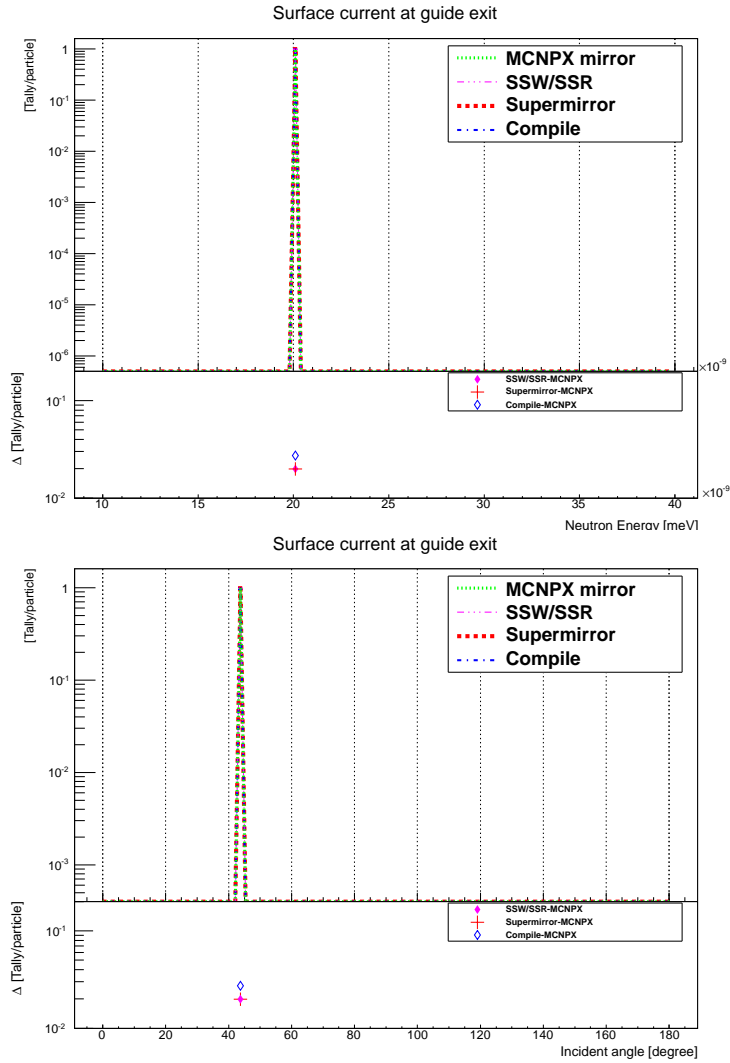 Surface current at guide exit
[Tally/particle]
1
10-1
10-2
10-3
10-4
10-5
10-6
MCNPX mirror
SSW/SSR
Supermirror
Compile
×10-9
Δ [Tally/particle]
10-1
10-2
SSW/SSR-MCNPX
Supermirror-MCNPX
Compile-MCNPX
×10-9
10 15 20 25 30 35 40
Neutron Energy [meV]
Surface current at guide exit
[Tally/particle]
1
10-1
10-2
10-3
MCNPX mirror
SSW/SSR
Supermirror
Compile
Δ [Tally/particle]
10-1
10-2
SSW/SSR-MCNPX
Supermirror-MCNPX
Compile-MCNPX
0 20 40 60 80 100 120 140 160 180
Incident angle [degree]